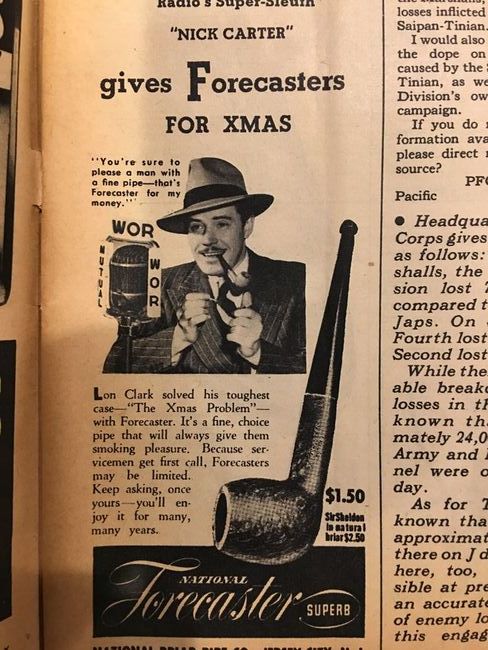 Radio's Super-Sleuth
"NICK CARTER"
gives Forecasters
FOR XMAS
"You're sure to
please a man with
a fine pipe—that's
Forecaster for my
money."
WOR
MUTUAL
WOR
Lon Clark solved his toughest
case—"The Xmas Problem"—
with Forecaster. It's a fine, choice
pipe that will always give them
smoking pleasure. Because ser-
vicemen get first call, Forecasters
may be limited.
Keep asking, once
yours—you'll en-
joy it for many,
many years.
$1.50
Sir Sheldon
in natural
briar $2.50
NATIONAL
Forecaster
SUPERB
NATIONAL BRIAR PIPE CO. JERSEY CITY, N. J.
losses inflicted
Saipan-Tinian.
I would also
the dope on
caused by the
Tinian, as we
Division's ow
campaign.
If you do
formation ava
please direct
source?
PFC
Pacific
● Headqua
Corps gives
as follows:
shalls, the
sion lost
compared t
Japs. On
Fourth lost
Second lost
While the
able break
losses in th
known tha
mately 24,0
Army and
nel were o
day.
As for T
known tha
approximat
there on J d
here, too,
sible at pre
an accurate
of enemy lo
this engag